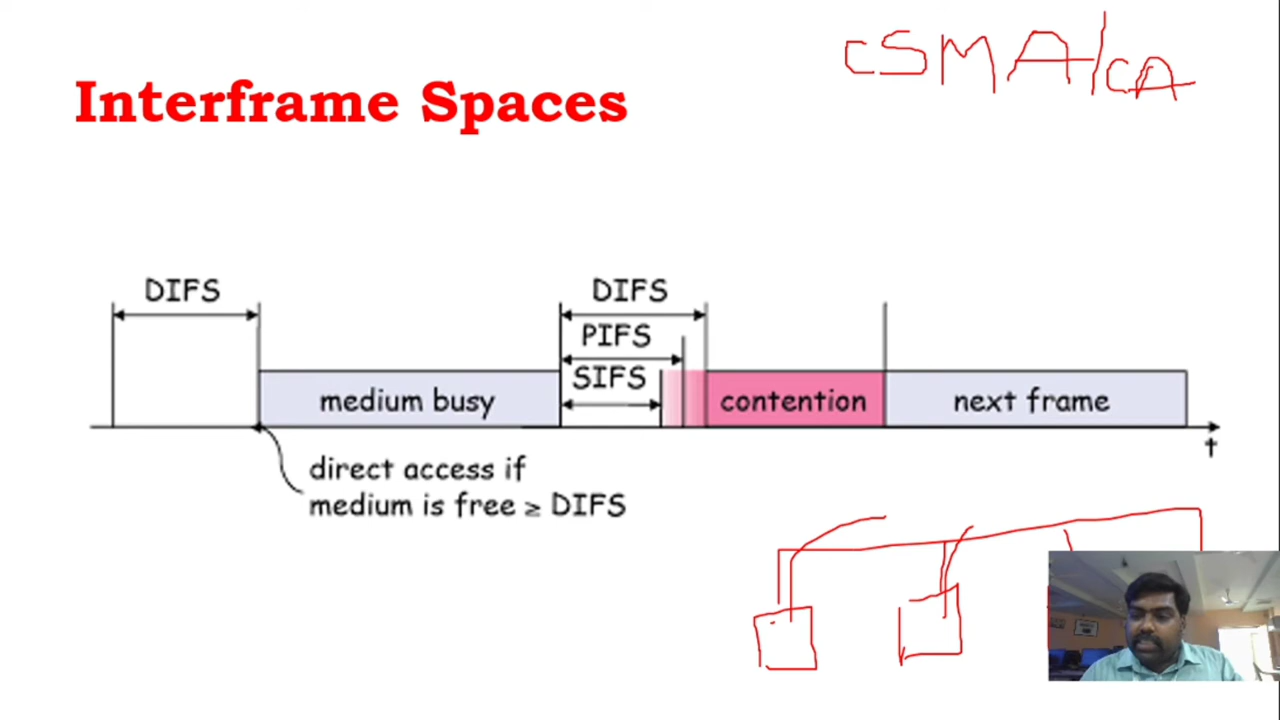 CSMA/CA
Interframe Spaces
DIFS
DIFS
PIFS
SIFS
medium busy
contention
next frame
t
direct access if
medium is free ≥ DIFS